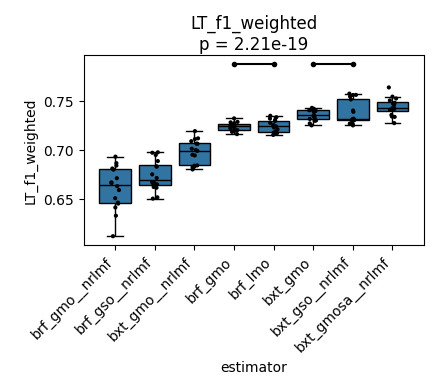 LT_f1_weighted
p = 2.21e-19
LT_f1_weighted
0.75
0.70
0.65
brf_gmo__nrlmf
brf_gso__nrlmf
bxt_gmo__nrlmf
brf_gmo
brf_lmo
bxt_gmo
bxt_gso__nrlmf
bxt_gmosa__nrlmf
estimator